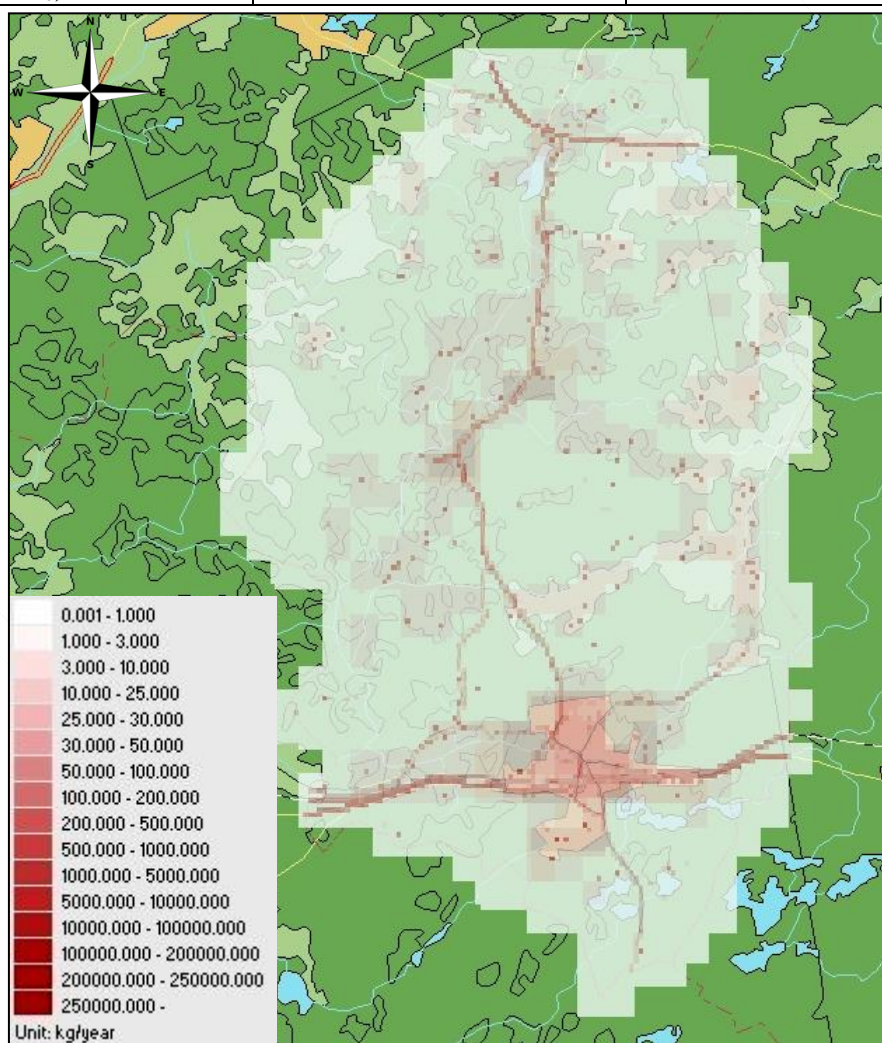 N
W E
S
0.001 - 1.000
1.000 - 3.000
3.000 - 10.000
10.000 - 25.000
25.000 - 30.000
30.000 - 50.000
50.000 - 100.000
100.000 - 200.000
200.000 - 500.000
500.000 - 1000.000
1000.000 - 5000.000
5000.000 - 10000.000
10000.000 - 100000.000
100000.000 - 200000.000
200000.000 - 250000.000
250000.000 -
Unit: kg/year